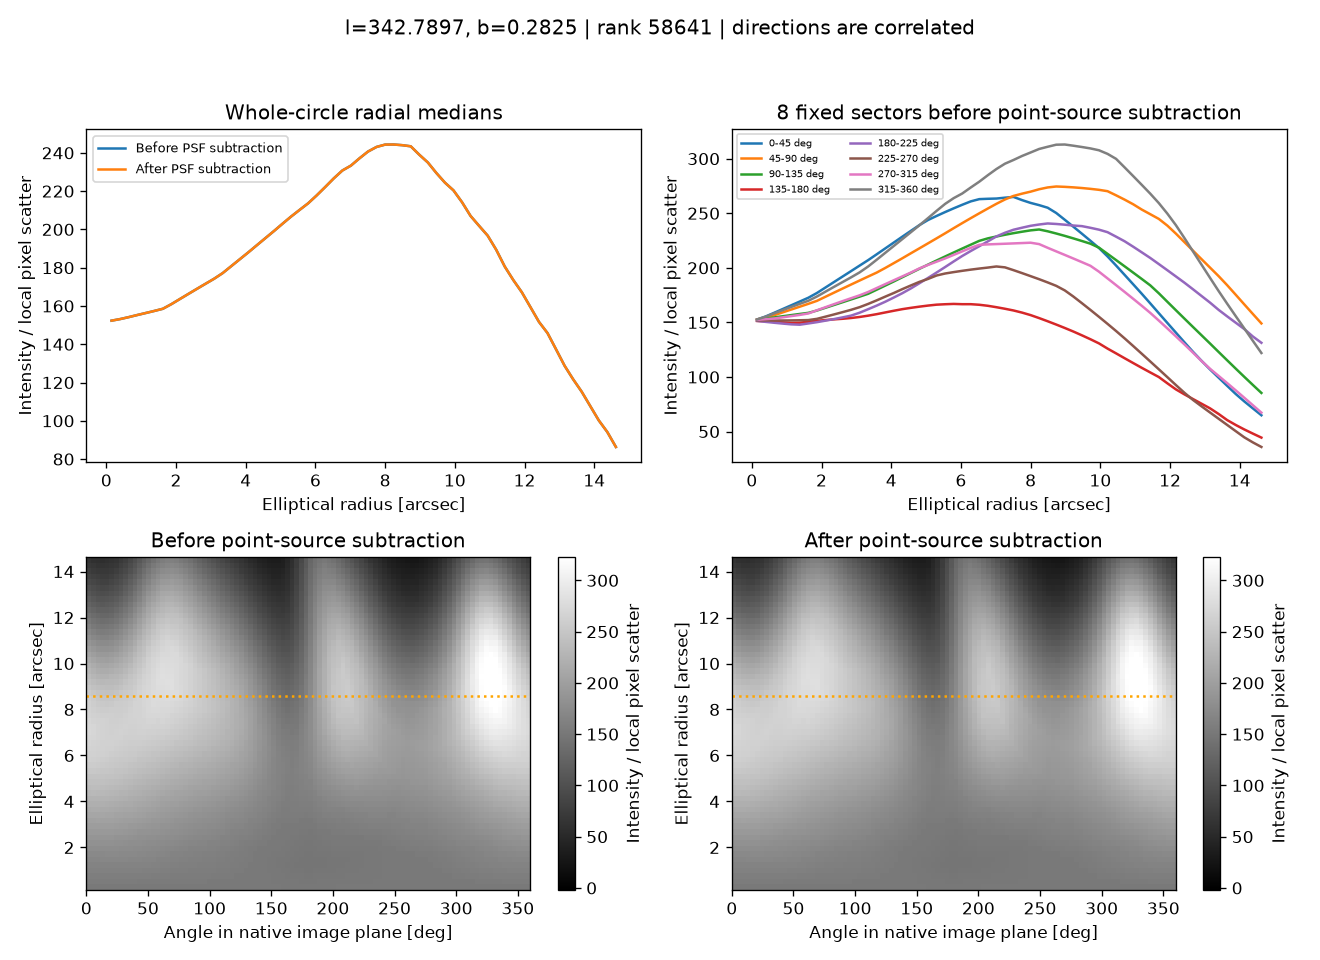 l=342.7897, b=0.2825 | rank 58641 | directions are correlated
Whole-circle radial medians
Before PSF subtraction
After PSF subtraction
Intensity / local pixel scatter
240
220
200
180
160
140
120
100
80
0 2 4 6 8 10 12 14
Elliptical radius [arcsec]
8 fixed sectors before point-source subtraction
0-45 deg
45-90 deg
90-135 deg
135-180 deg
180-225 deg
225-270 deg
270-315 deg
315-360 deg
Intensity / local pixel scatter
300
250
200
150
100
50
0 2 4 6 8 10 12 14
Elliptical radius [arcsec]
Before point-source subtraction
Elliptical radius [arcsec]
14
12
10
8
6
4
2
0 50 100 150 200 250 300 350
Angle in native image plane [deg]
300
250
200
150
100
50
0
Intensity / local pixel scatter
After point-source subtraction
Elliptical radius [arcsec]
14
12
10
8
6
4
2
0 50 100 150 200 250 300 350
Angle in native image plane [deg]
300
250
200
150
100
50
0
Intensity / local pixel scatter